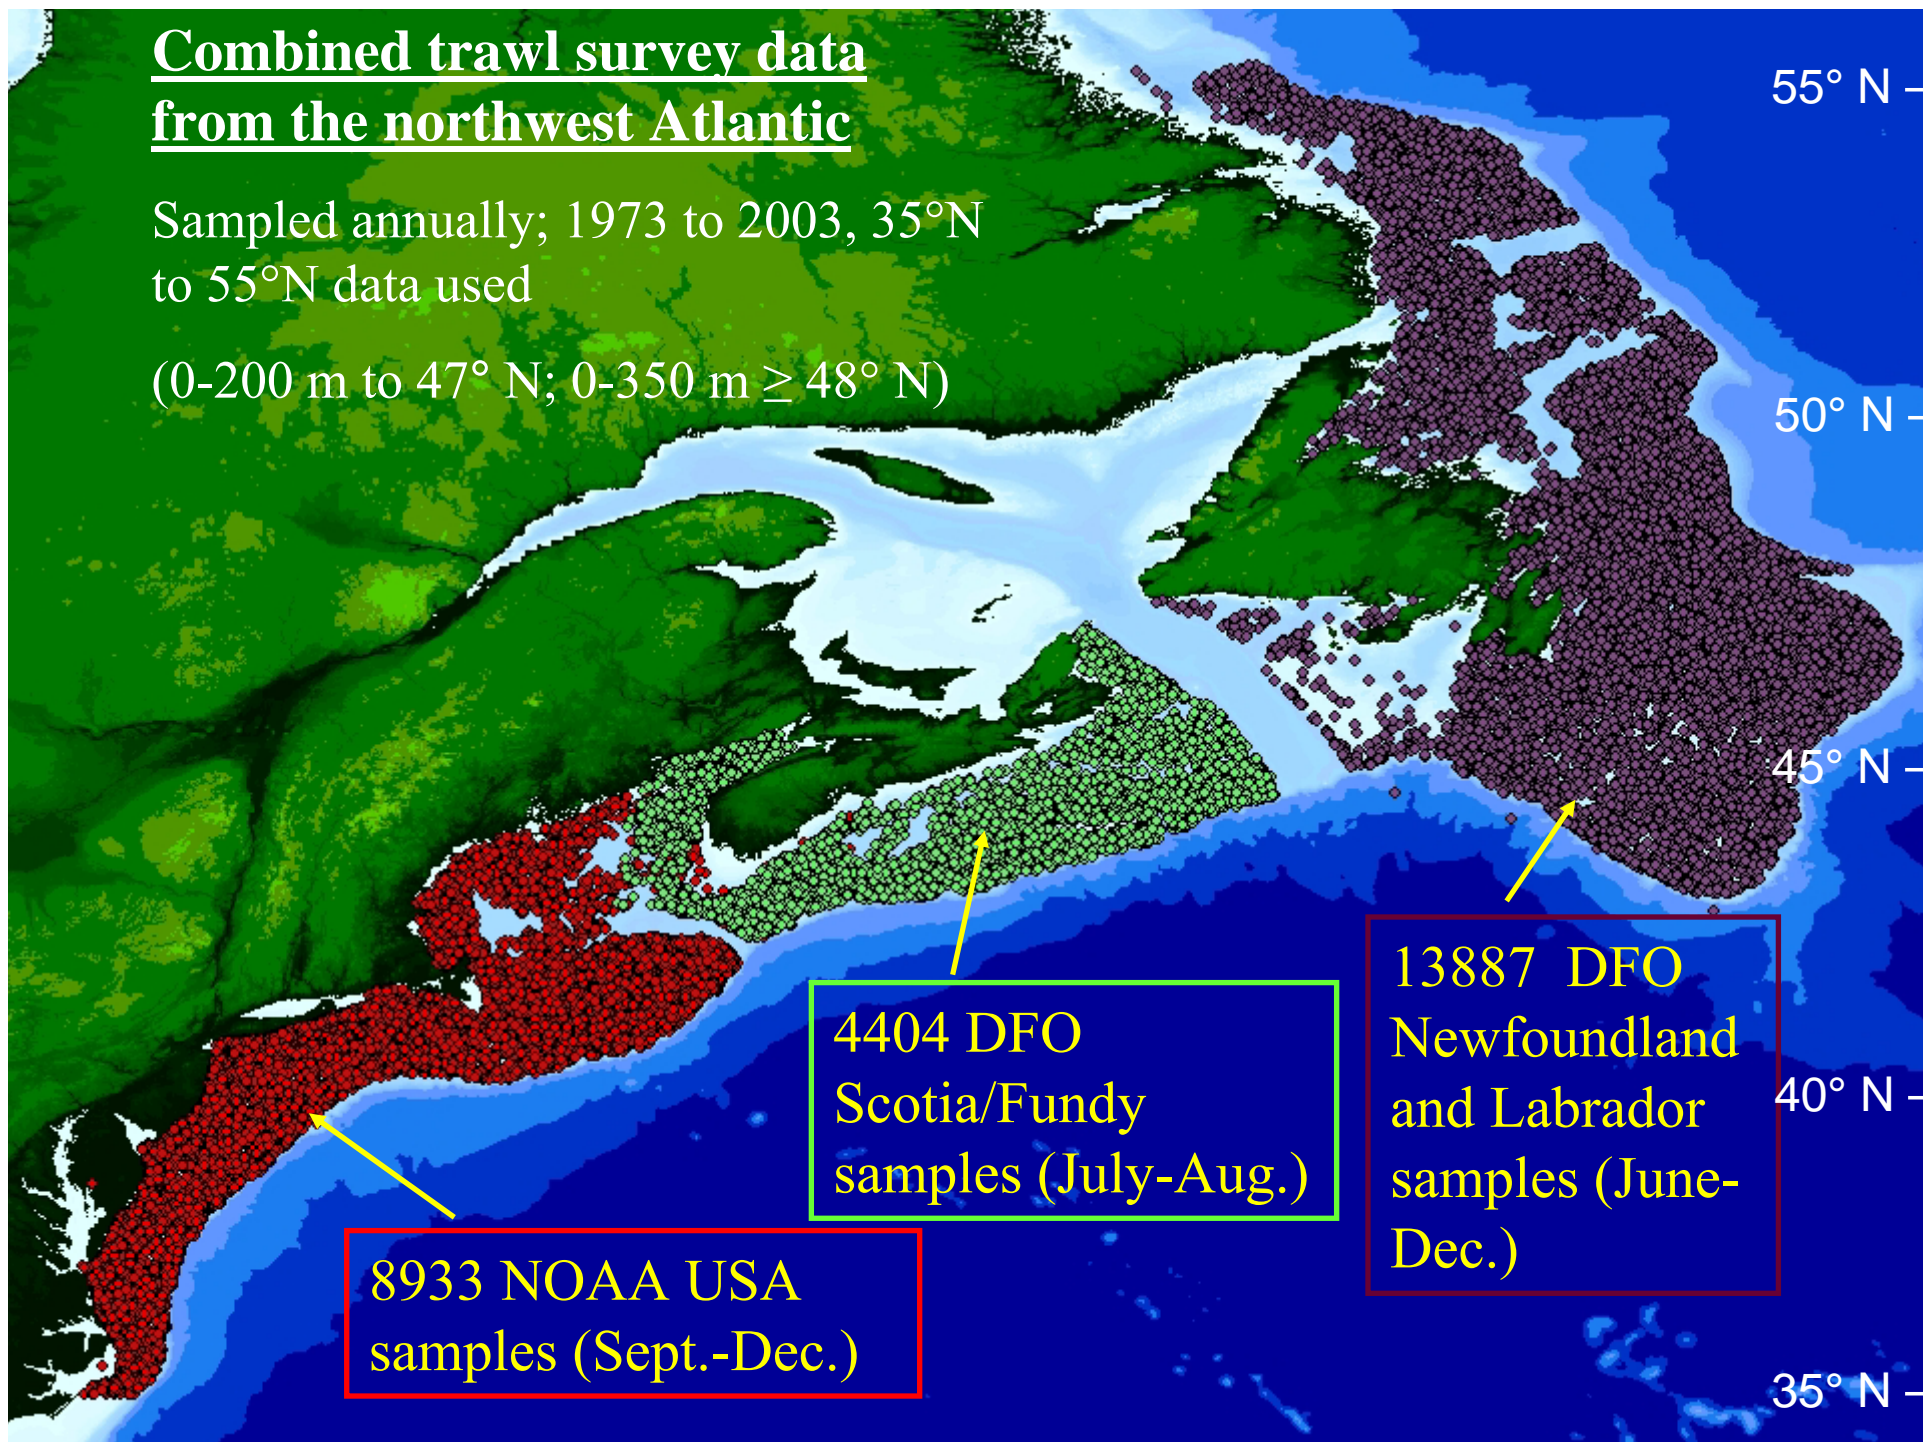 Combined trawl survey data
from the northwest Atlantic
Sampled annually; 1973 to 2003, 35°N
to 55°N data used
(0-200 m to 47° N; 0-350 m ≥ 48° N)
55° N
50° N
45° N
40° N
35° N
13887 DFO
Newfoundland
and Labrador
samples (June-
Dec.)
4404 DFO
Scotia/Fundy
samples (July-Aug.)
8933 NOAA USA
samples (Sept.-Dec.)